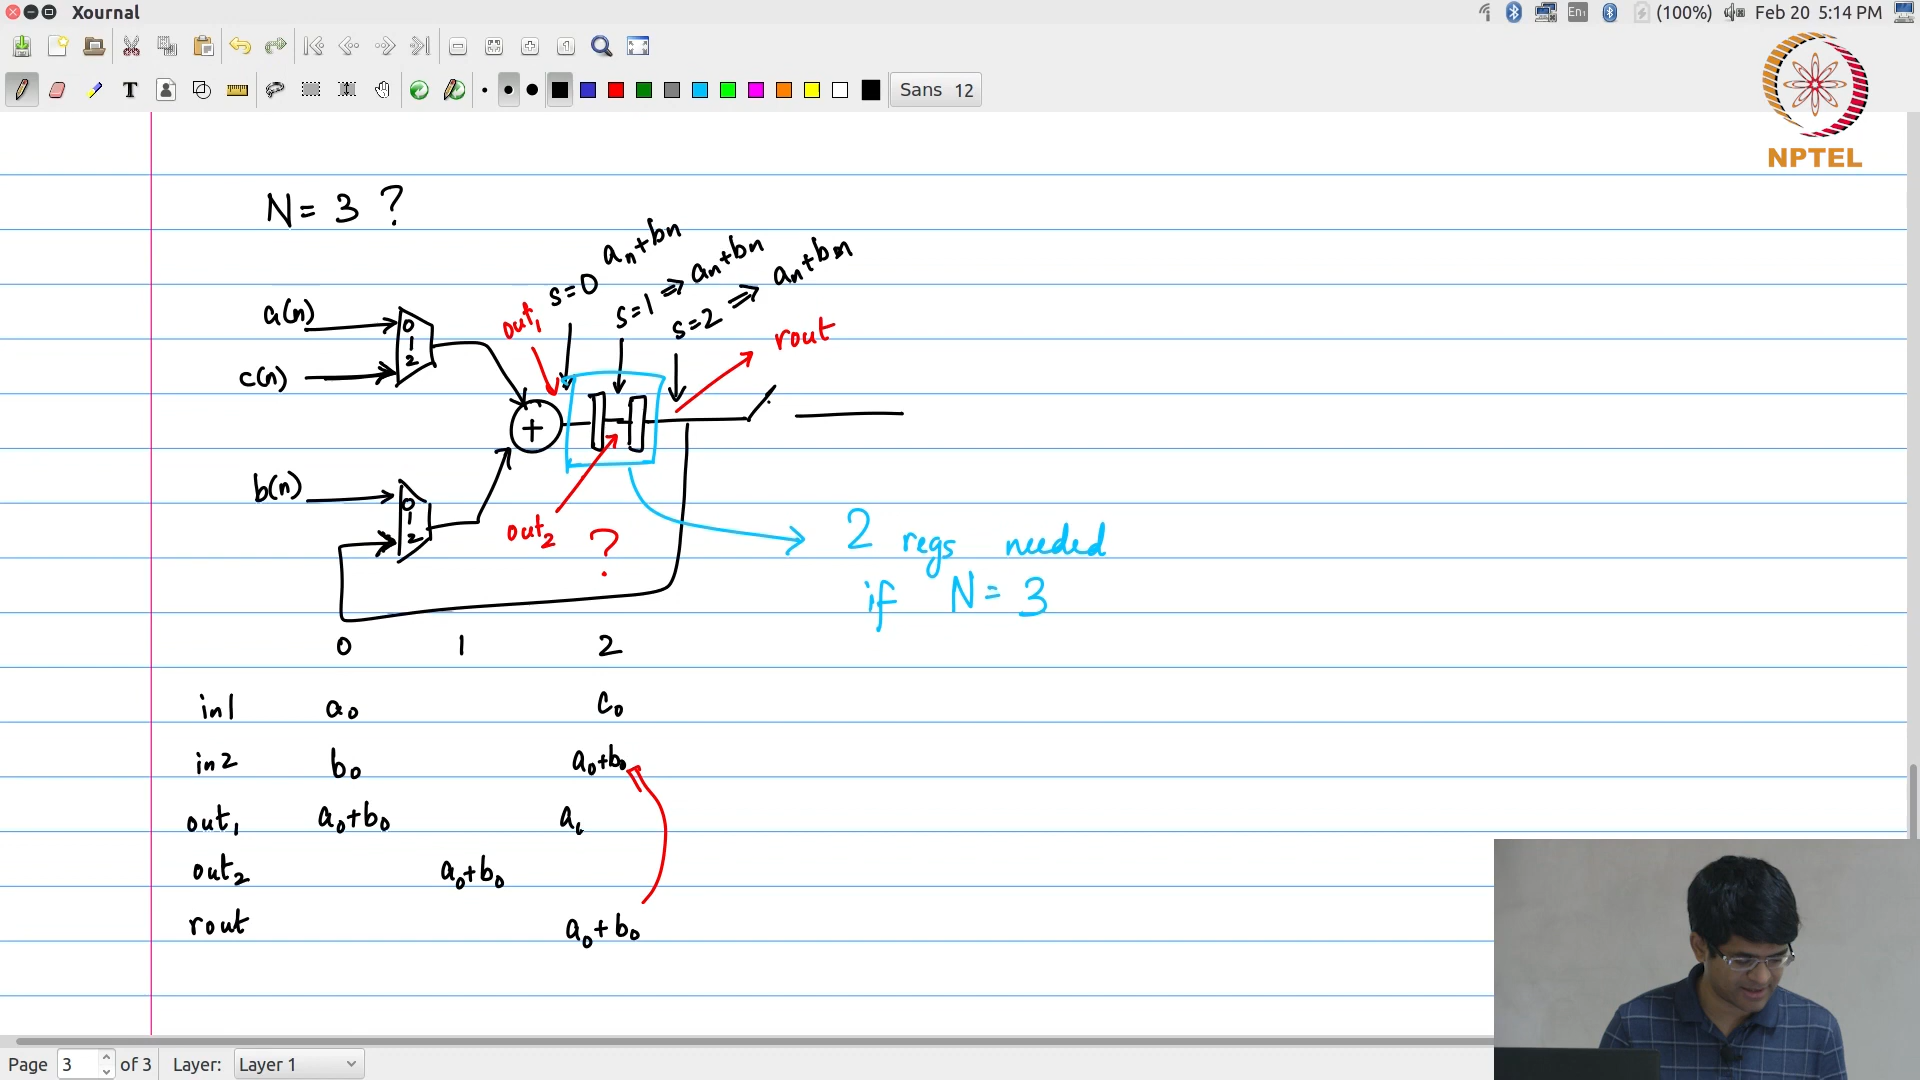 Xournal
En₁ (100%) Feb 20 5:14 PM
T Sans 12
NPTEL
N = 3 ?
s=0 aₙ+bₙ
s=1 ⇒ aₙ+bₙ
s=2 ⇒ aₙ+bₙ
a(n) 0 1 2
c(n)
out₁
rout
+
b(n) 0 1 2
out₂ ?
2 regs needed
if N = 3
0 1 2
in1 a₀ c₀
in2 b₀ a₀+b₀
out₁ a₀+b₀ a₀
out₂ a₀+b₀
rout a₀+b₀
Page 3 of 3 Layer: Layer 1